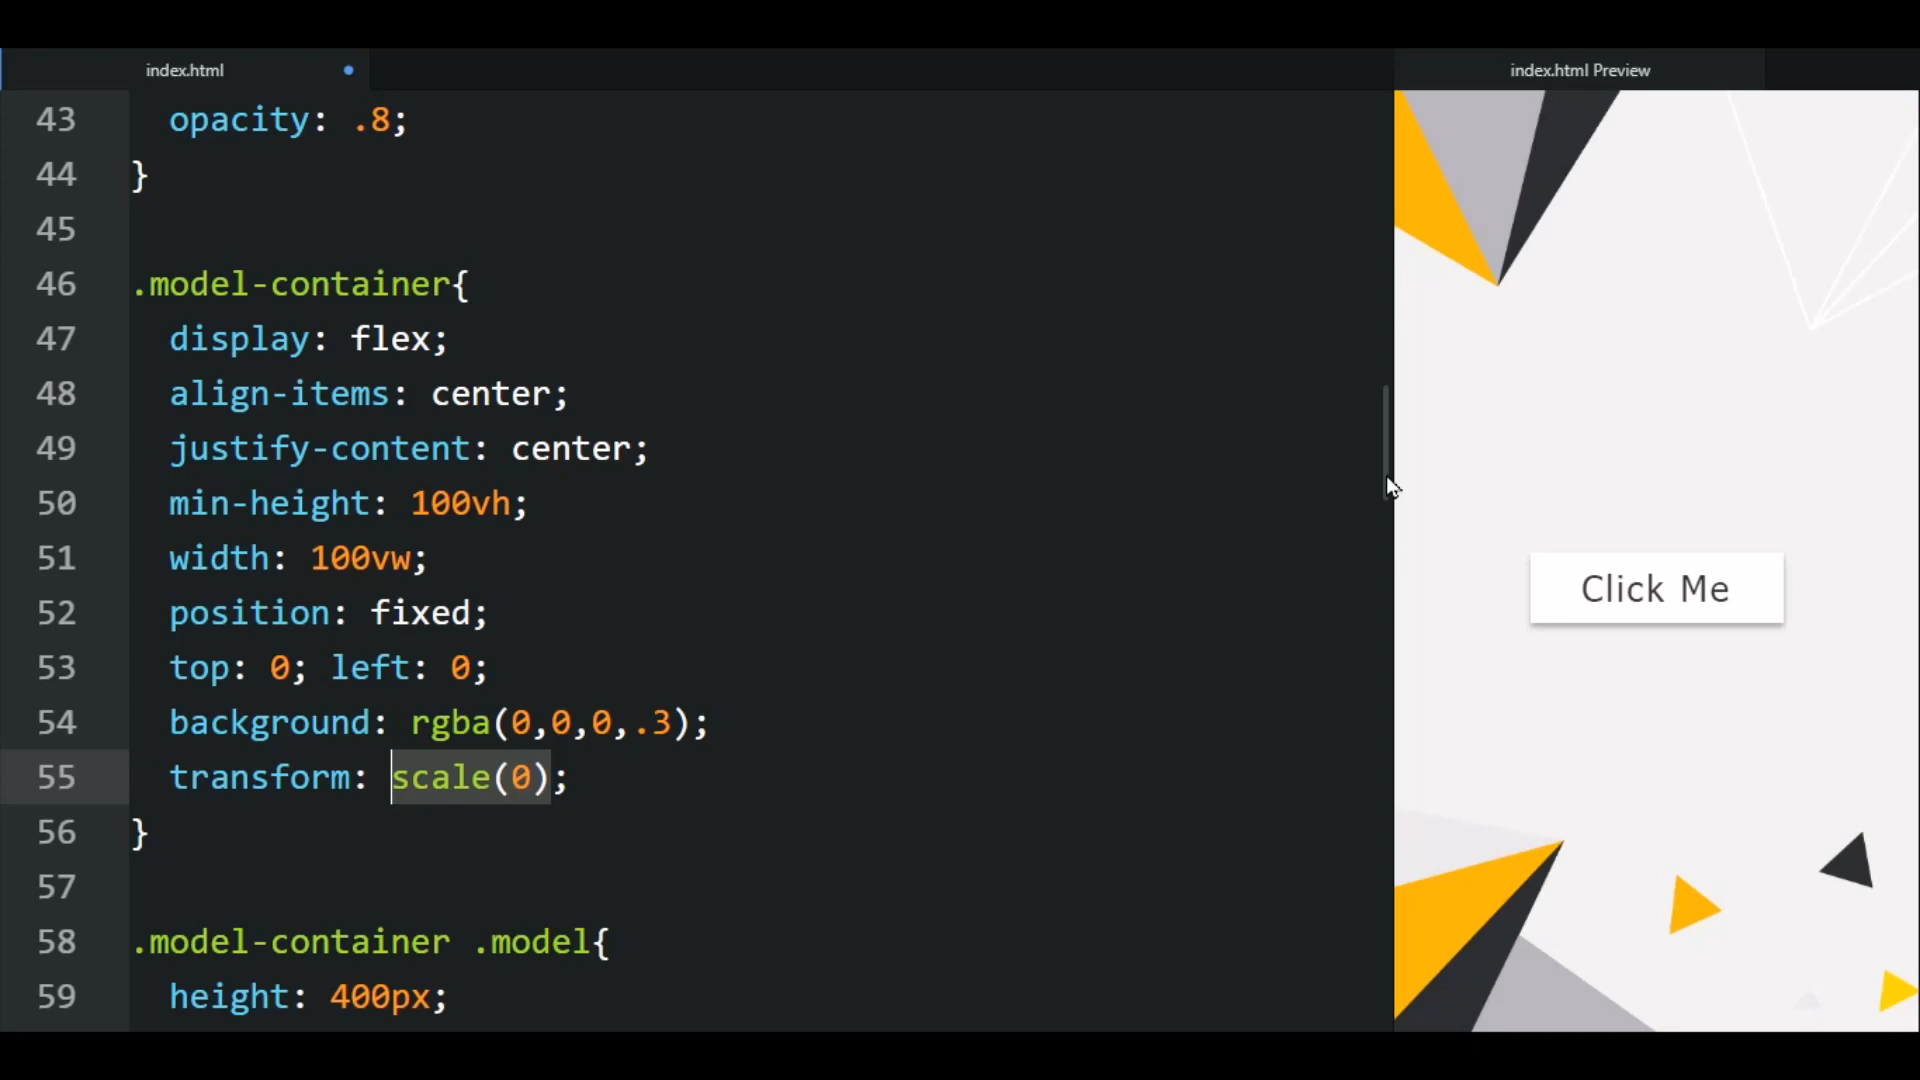 index.html
index.html Preview
43 opacity: .8;
44 }
45
46 .model-container{
47 display: flex;
48 align-items: center;
49 justify-content: center;
50 min-height: 100vh;
51 width: 100vw;
52 position: fixed;
53 top: 0; left: 0;
54 background: rgba(0,0,0,.3);
55 transform: scale(0);
56 }
57
58 .model-container .model{
59 height: 400px;
Click Me